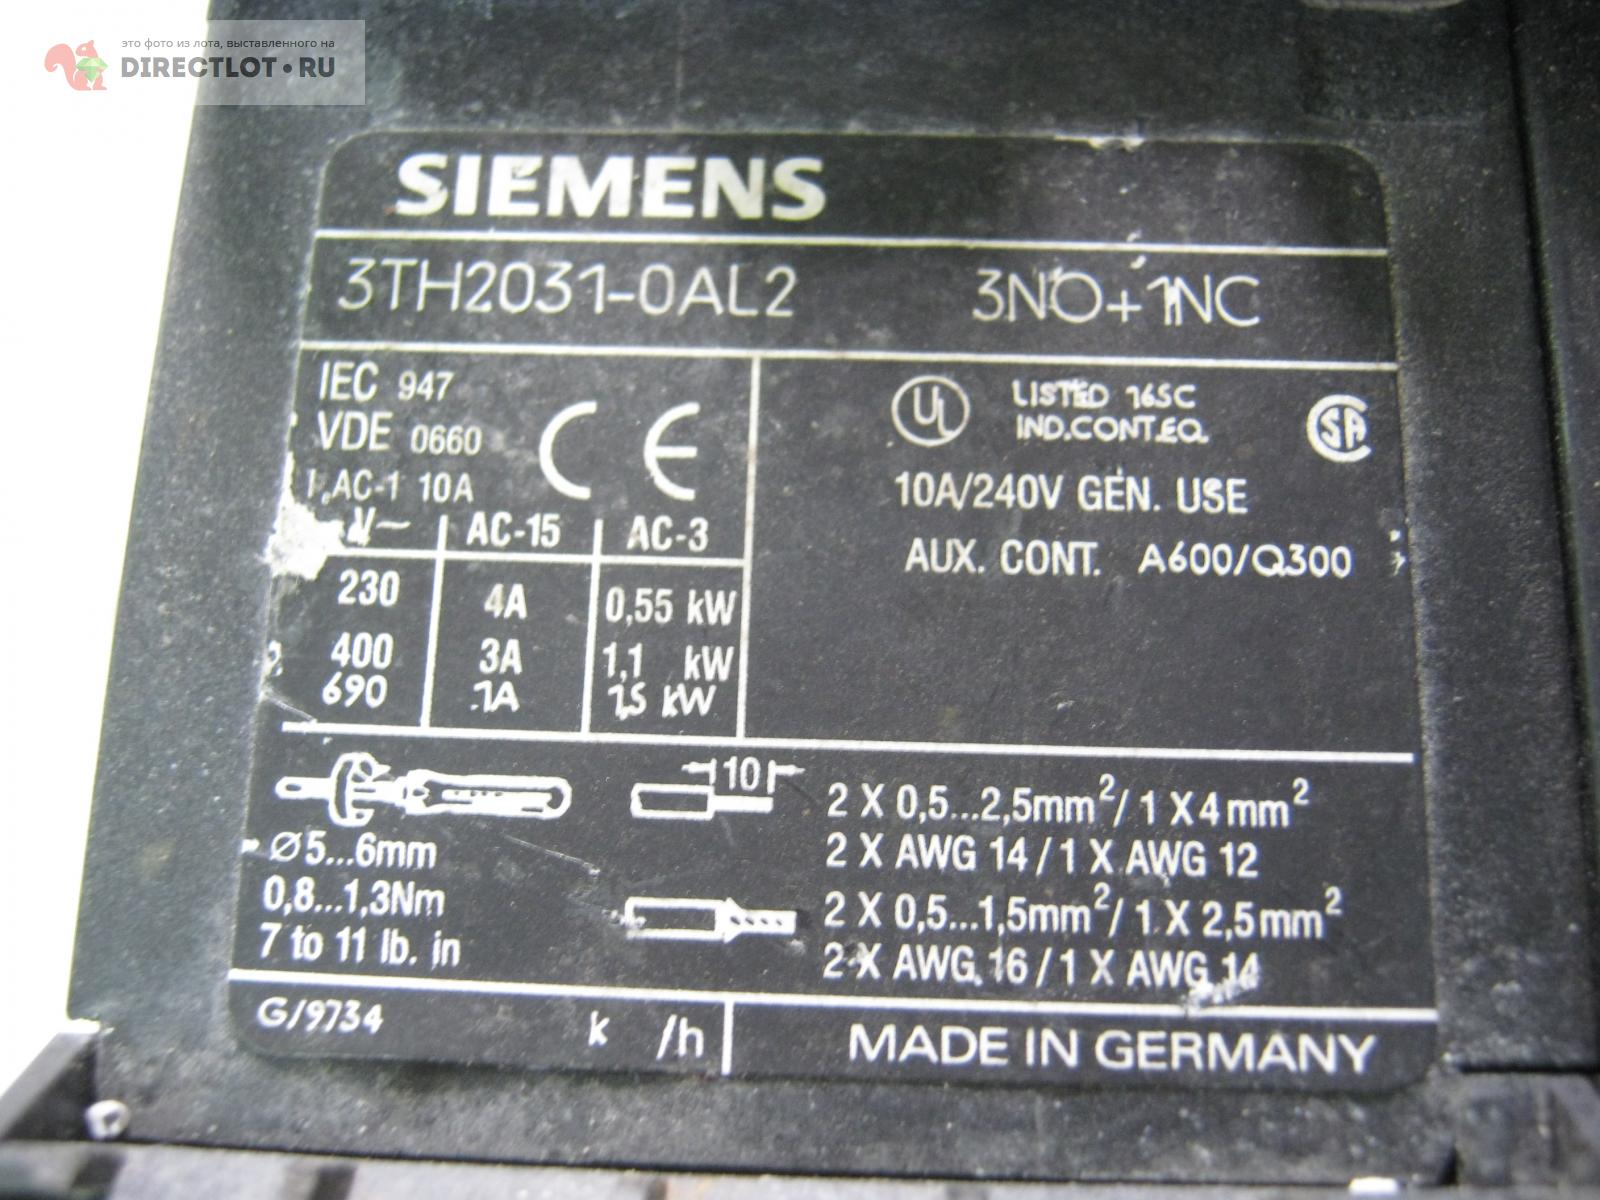 это фото из лота, выставленного на
DIRECTLOT•RU
SIEMENS
3TH2031-0AL2 3NO+1NC
IEC 947
VDE 0660
CE
AC-1 10A
V~ AC-15 AC-3
230 4A 0,55 kW
400 3A 1,1 kW
690 1A 1,5 kW
UL LISTED 165C
IND.CONT.EQ.
SA
10A/240V GEN. USE
AUX. CONT. A600/Q300
10
Ø5...6mm
0,8...1,3Nm
7 to 11 lb. in
2 X 0,5...2,5mm²/ 1 X 4 mm²
2 X AWG 14 / 1 X AWG 12
2 X 0,5...1,5mm²/ 1 X 2,5mm²
2 X AWG 16 / 1 X AWG 14
G/9734 k /h MADE IN GERMANY